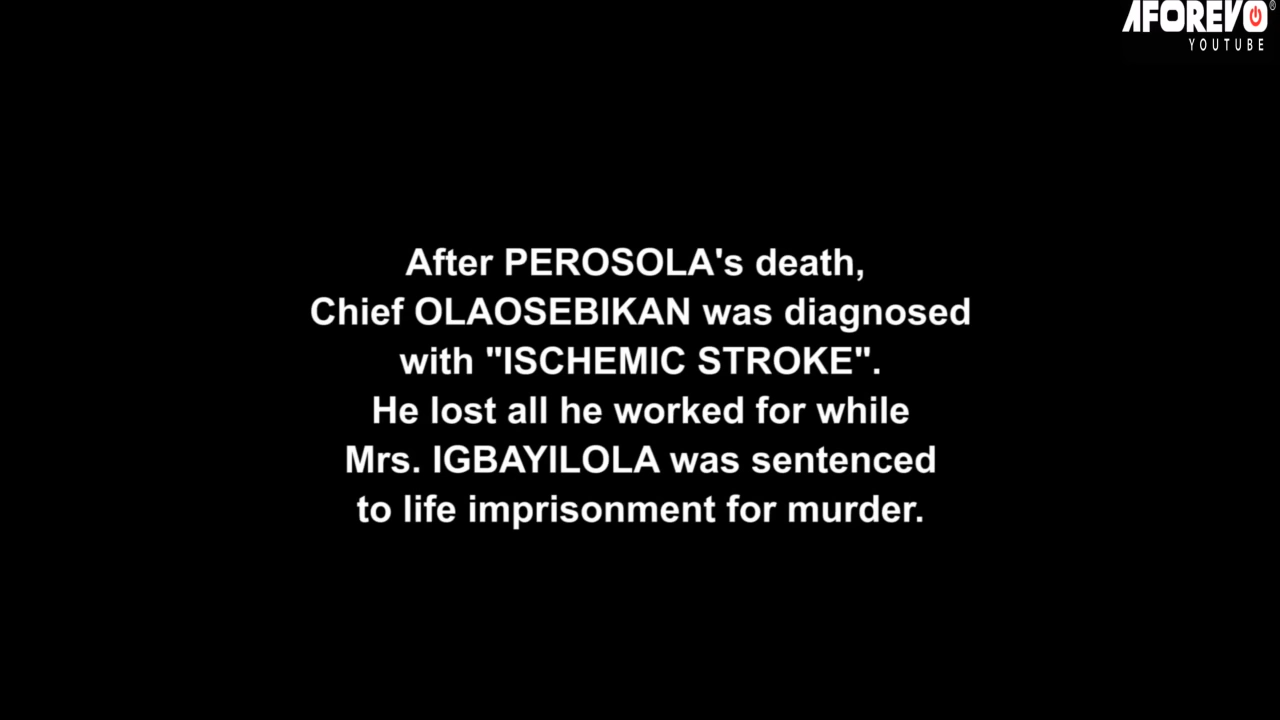 AFOREVO®
YOUTUBE
After PEROSOLA's death,
Chief OLAOSEBIKAN was diagnosed
with "ISCHEMIC STROKE".
He lost all he worked for while
Mrs. IGBAYILOLA was sentenced
to life imprisonment for murder.